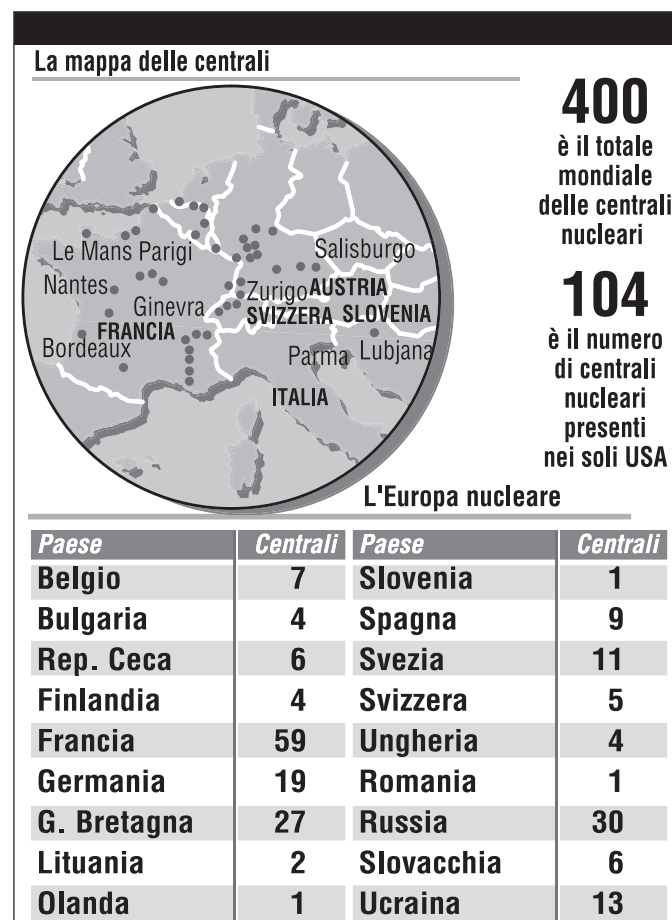 La mappa delle centrali
400
è il totale
mondiale
delle centrali
nucleari
104
è il numero
di centrali
nucleari
presenti
nei soli USA
Le Mans Parigi
Salisburgo
Nantes
Zurigo AUSTRIA
Ginevra
SVIZZERA SLOVENIA
FRANCIA
Bordeaux
Parma Lubjana
ITALIA
L'Europa nucleare
Paese Centrali Paese Centrali
Belgio 7 Slovenia 1
Bulgaria 4 Spagna 9
Rep. Ceca 6 Svezia 11
Finlandia 4 Svizzera 5
Francia 59 Ungheria 4
Germania 19 Romania 1
G. Bretagna 27 Russia 30
Lituania 2 Slovacchia 6
Olanda 1 Ucraina 13